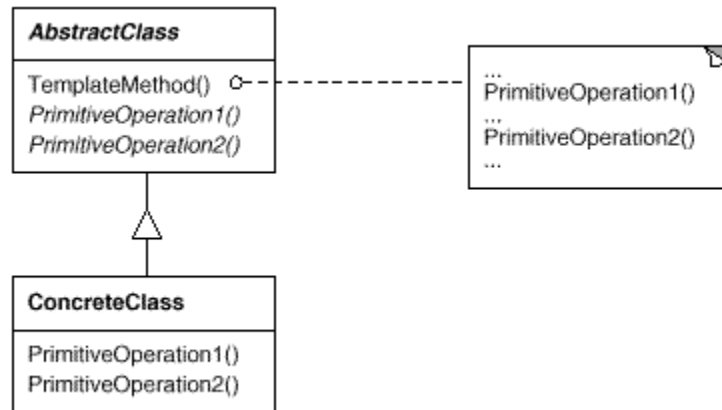 AbstractClass
TemplateMethod()
PrimitiveOperation1()
PrimitiveOperation2()
...
PrimitiveOperation1()
...
PrimitiveOperation2()
...
ConcreteClass
PrimitiveOperation1()
PrimitiveOperation2()